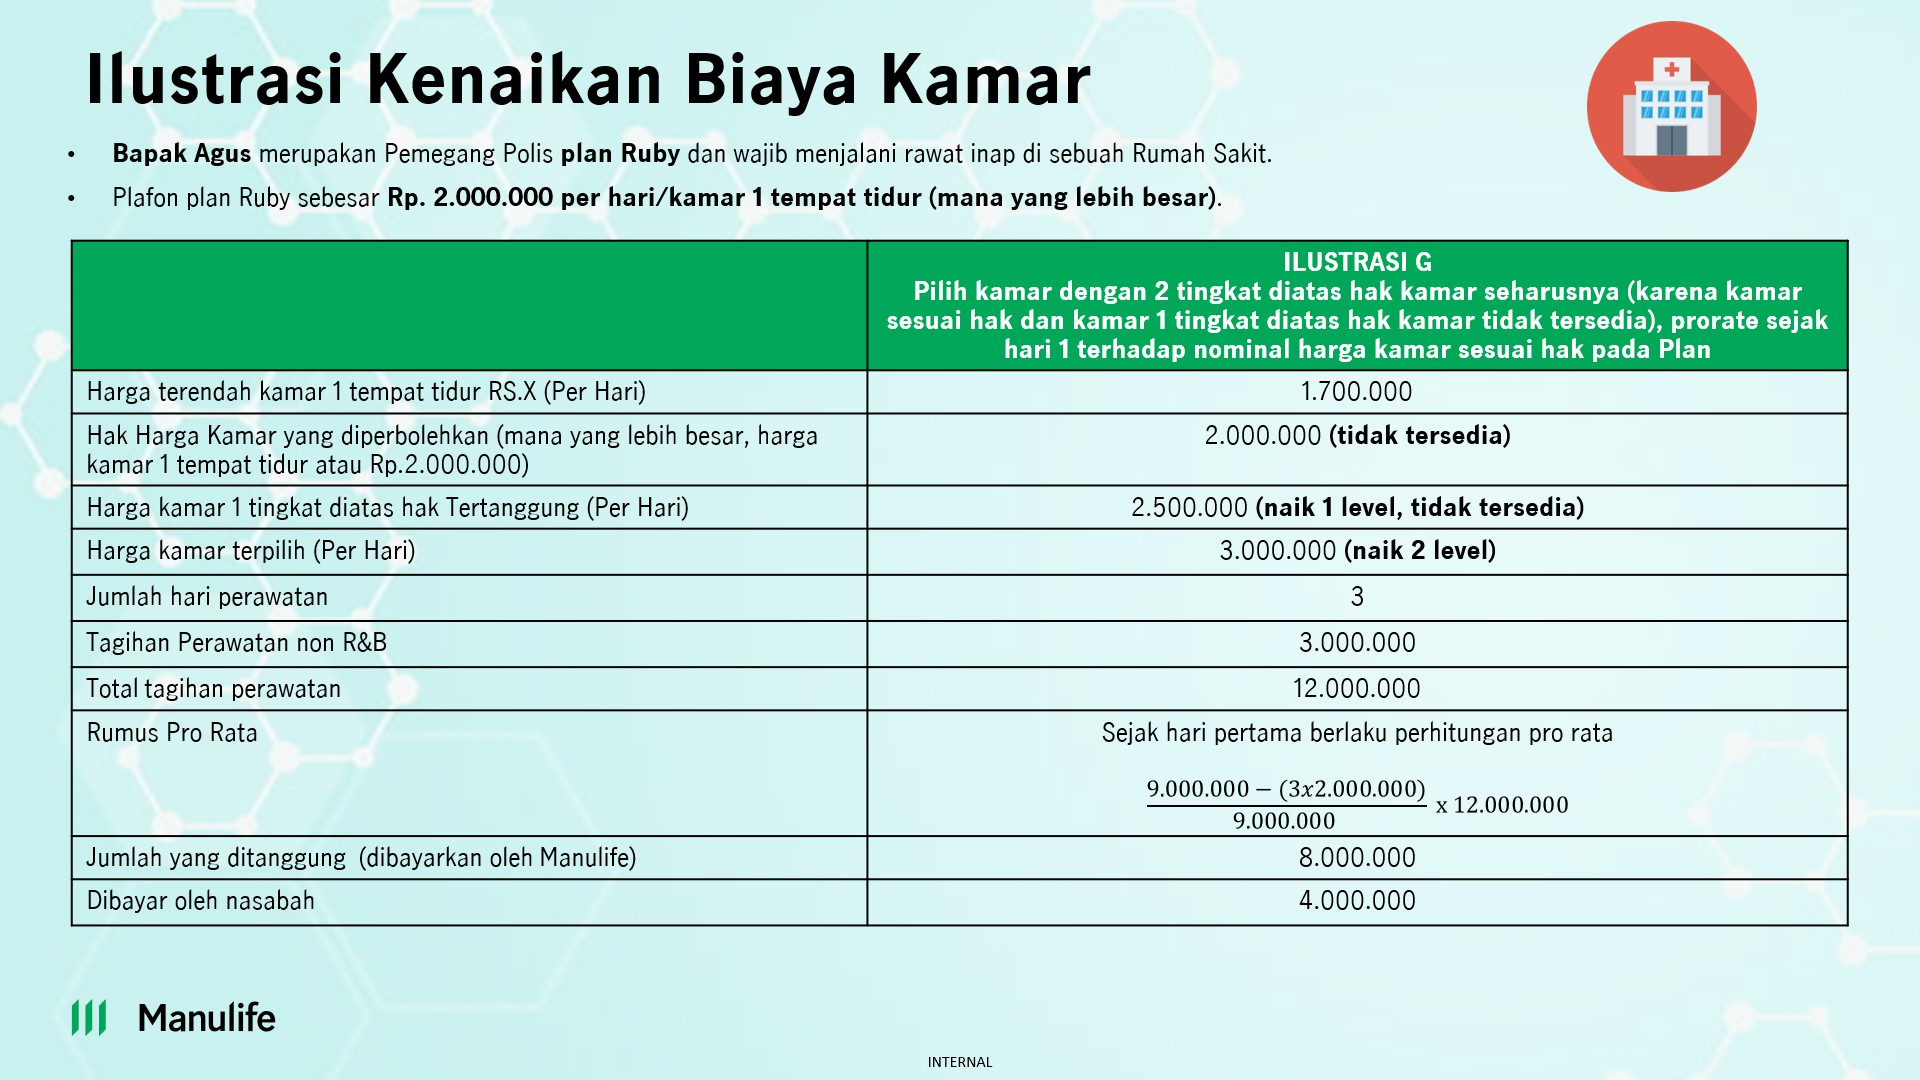 Ilustrasi Kenaikan Biaya Kamar
• Bapak Agus merupakan Pemegang Polis plan Ruby dan wajib menjalani rawat inap di sebuah Rumah Sakit.
• Plafon plan Ruby sebesar Rp. 2.000.000 per hari/kamar 1 tempat tidur (mana yang lebih besar).
ILUSTRASI G
Pilih kamar dengan 2 tingkat diatas hak kamar seharusnya (karena kamar
sesuai hak dan kamar 1 tingkat diatas hak kamar tidak tersedia), prorate sejak
hari 1 terhadap nominal harga kamar sesuai hak pada Plan
Harga terendah kamar 1 tempat tidur RS.X (Per Hari)
1.700.000
Hak Harga Kamar yang diperbolehkan (mana yang lebih besar, harga
kamar 1 tempat tidur atau Rp.2.000.000)
2.000.000 (tidak tersedia)
Harga kamar 1 tingkat diatas hak Tertanggung (Per Hari)
2.500.000 (naik 1 level, tidak tersedia)
Harga kamar terpilih (Per Hari)
3.000.000 (naik 2 level)
Jumlah hari perawatan
3
Tagihan Perawatan non R&B
3.000.000
Total tagihan perawatan
12.000.000
Rumus Pro Rata
Sejak hari pertama berlaku perhitungan pro rata
9.000.000 − (3x2.000.000)
9.000.000
x 12.000.000
Jumlah yang ditanggung (dibayarkan oleh Manulife)
8.000.000
Dibayar oleh nasabah
4.000.000
Manulife
INTERNAL